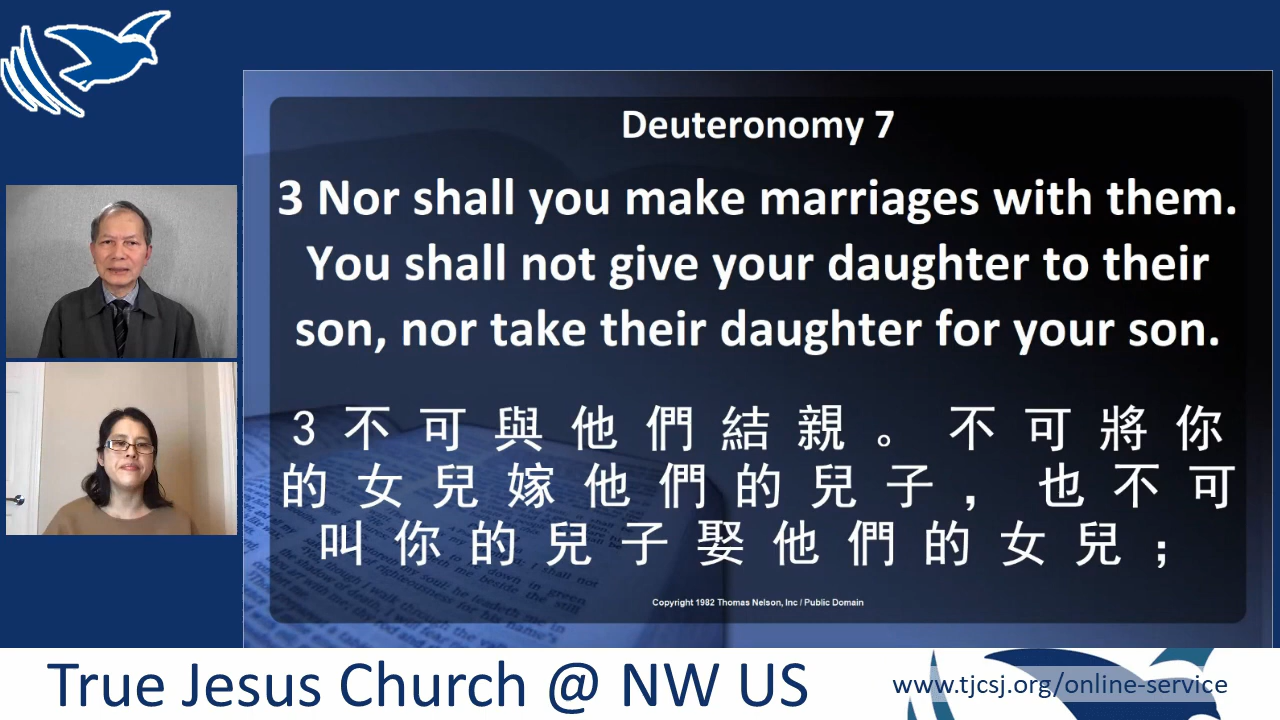 Deuteronomy 7
3 Nor shall you make marriages with them.
You shall not give your daughter to their
son, nor take their daughter for your son.
3 不 可 與 他 們 結 親 。 不 可 將 你
的 女 兒 嫁 他 們 的 兒 子 ， 也 不 可
叫 你 的 兒 子 娶 他 們 的 女 兒 ；
Copyright 1982 Thomas Nelson, Inc / Public Domain
True Jesus Church @ NW US
www.tjcsj.org/online-service